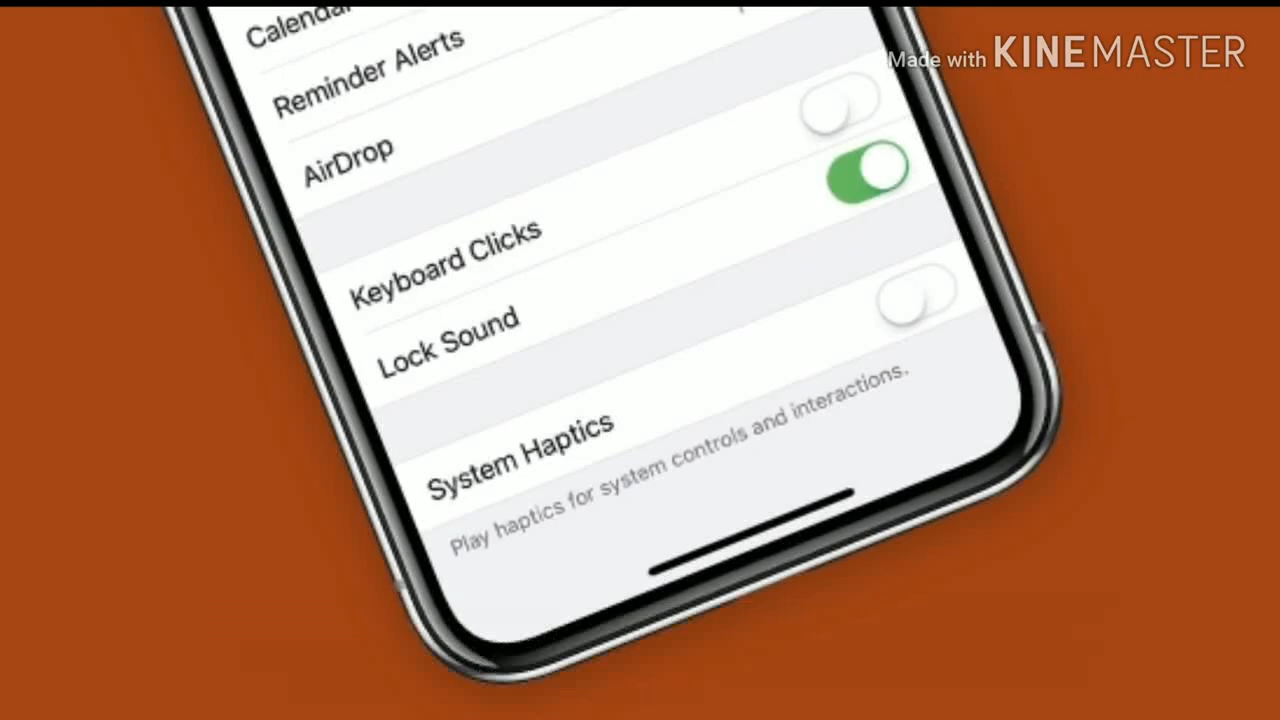 Made with KINEMASTER
Calendar
Reminder Alerts
AirDrop
Keyboard Clicks
Lock Sound
System Haptics
Play haptics for system controls and interactions.